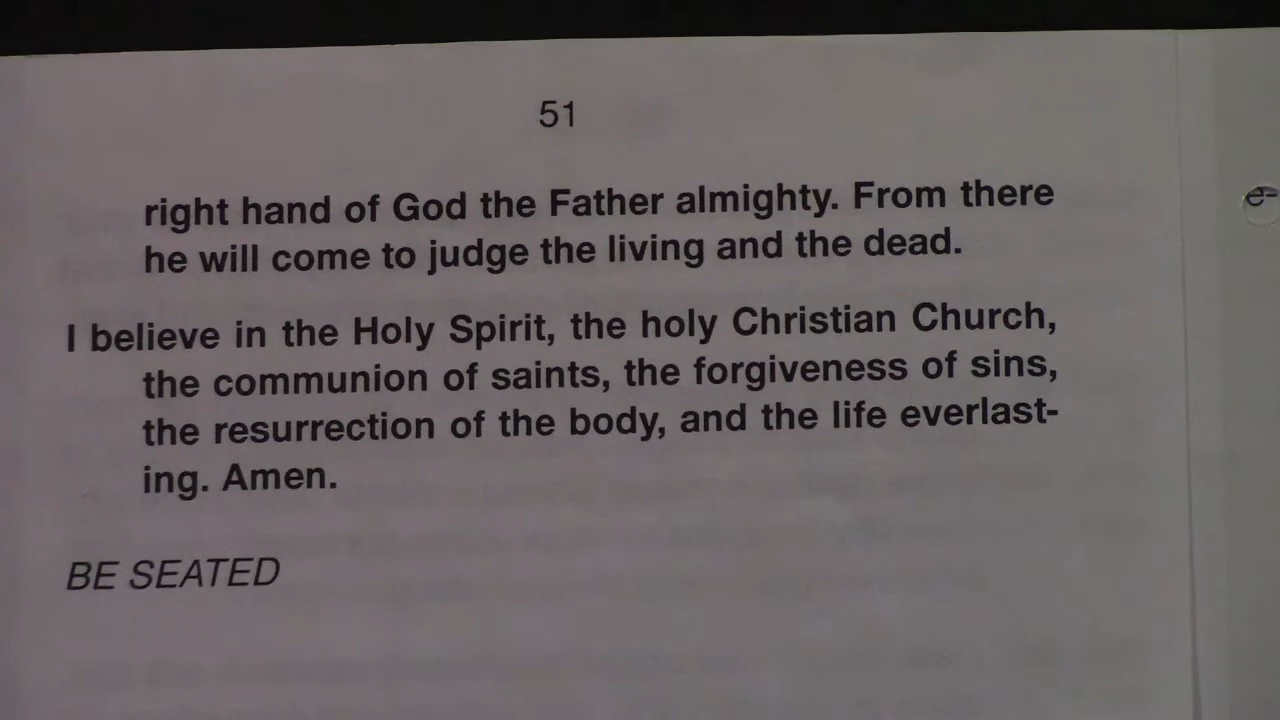 51
right hand of God the Father almighty. From there
he will come to judge the living and the dead.
I believe in the Holy Spirit, the holy Christian Church,
the communion of saints, the forgiveness of sins,
the resurrection of the body, and the life everlast-
ing. Amen.
BE SEATED
e-